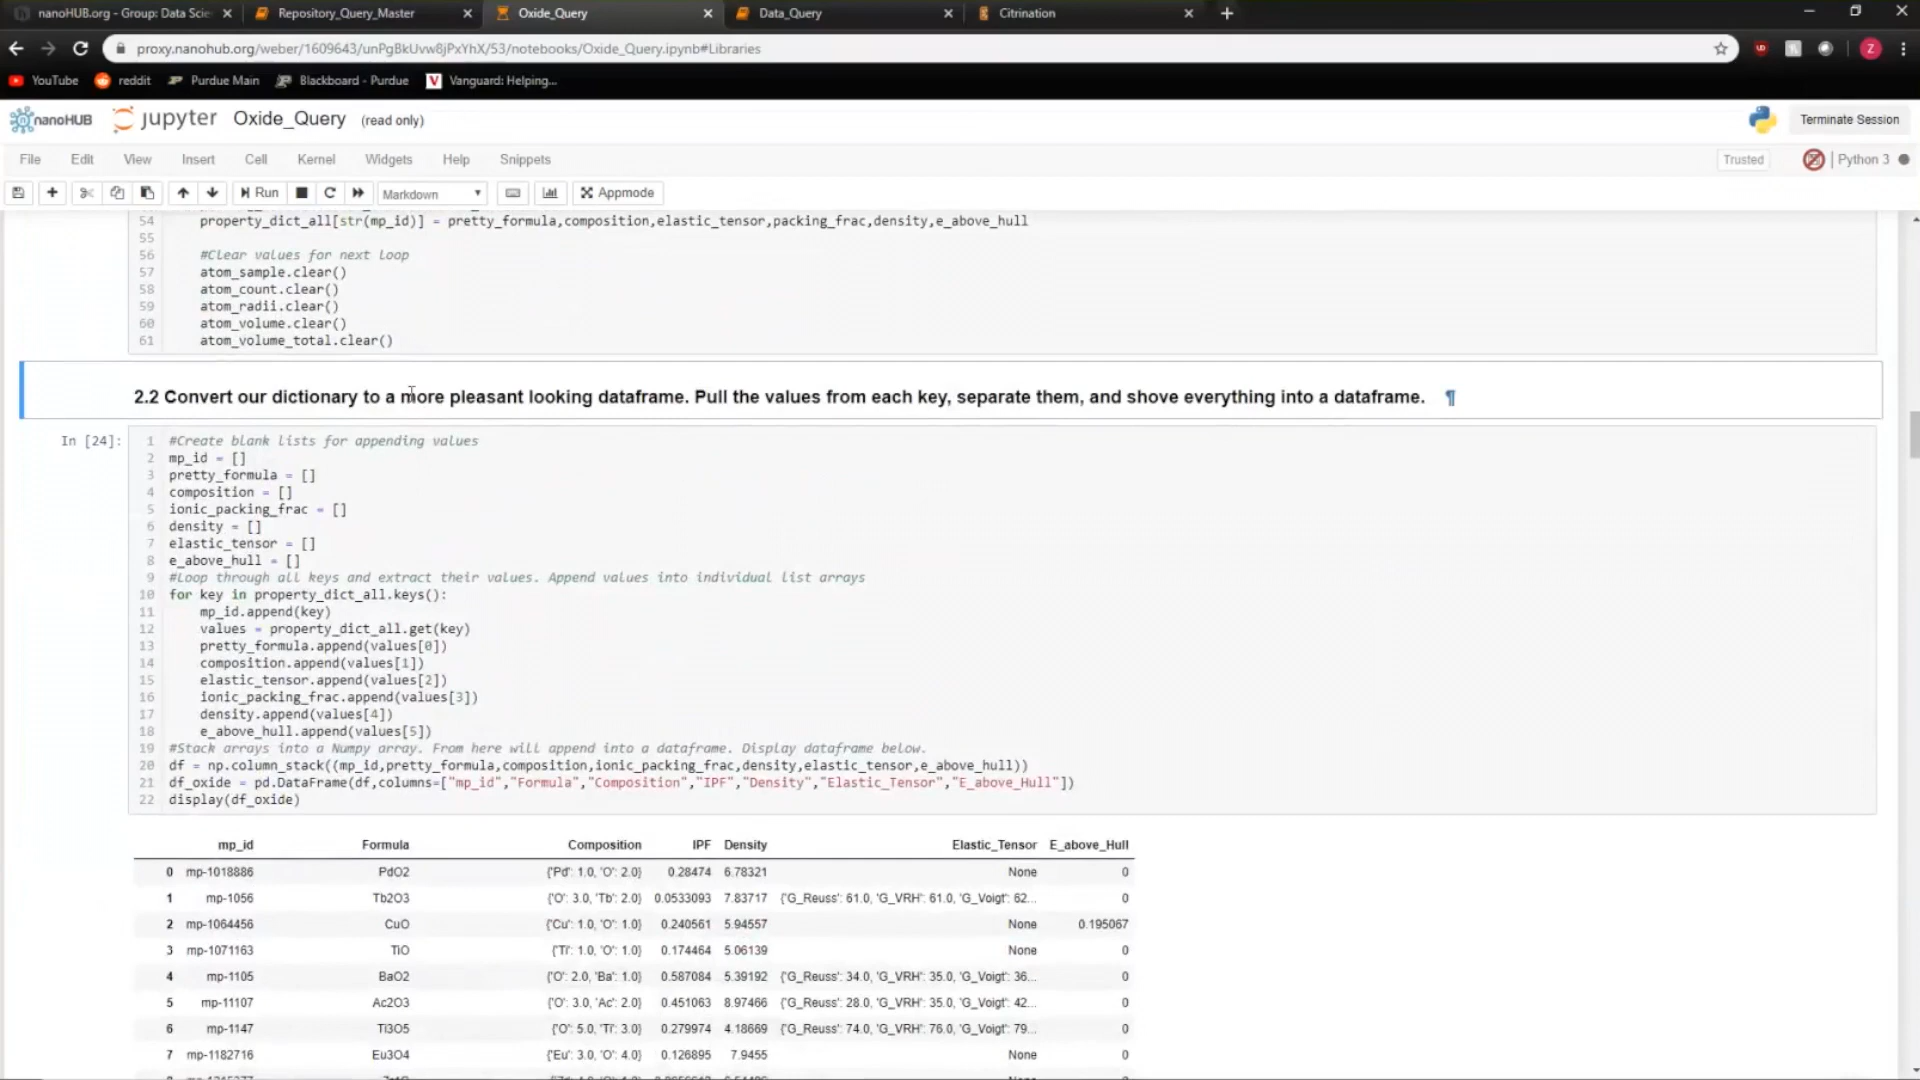 nanoHUB.org - Group: Data Scie
Repository_Query_Master
Oxide_Query
Data_Query
Citrination
proxy.nanohub.org/weber/1609643/unPgBkUvw8jPxYhX/53/notebooks/Oxide_Query.ipynb#Libraries
Z
YouTube
reddit
Purdue Main
Blackboard - Purdue
Vanguard: Helping...
nanoHUB
jupyter
Oxide_Query
(read only)
Terminate Session
File
Edit
View
Insert
Cell
Kernel
Widgets
Help
Snippets
Trusted
Python 3
Run
Markdown
Appmode
54 property_dict_all[str(mp_id)] = pretty_formula,composition,elastic_tensor,packing_frac,density,e_above_hull
55
56 #Clear values for next loop
57 atom_sample.clear()
58 atom_count.clear()
59 atom_radii.clear()
60 atom_volume.clear()
61 atom_volume_total.clear()
2.2 Convert our dictionary to a more pleasant looking dataframe. Pull the values from each key, separate them, and shove everything into a dataframe. ¶
In [24]:
1 #Create blank lists for appending values
2 mp_id = []
3 pretty_formula = []
4 composition = []
5 ionic_packing_frac = []
6 density = []
7 elastic_tensor = []
8 e_above_hull = []
9 #Loop through all keys and extract their values. Append values into individual list arrays
10 for key in property_dict_all.keys():
11 mp_id.append(key)
12 values = property_dict_all.get(key)
13 pretty_formula.append(values[0])
14 composition.append(values[1])
15 elastic_tensor.append(values[2])
16 ionic_packing_frac.append(values[3])
17 density.append(values[4])
18 e_above_hull.append(values[5])
19 #Stack arrays into a Numpy array. From here will append into a dataframe. Display dataframe below.
20 df = np.column_stack((mp_id,pretty_formula,composition,ionic_packing_frac,density,elastic_tensor,e_above_hull))
21 df_oxide = pd.DataFrame(df,columns=["mp_id","Formula","Composition","IPF","Density","Elastic_Tensor","E_above_Hull"])
22 display(df_oxide)
mp_id Formula Composition IPF Density Elastic_Tensor E_above_Hull
0 mp-1018886 PdO2 {'Pd': 1.0, 'O': 2.0} 0.28474 6.78321 None 0
1 mp-1056 Tb2O3 {'O': 3.0, 'Tb': 2.0} 0.0533093 7.83717 {'G_Reuss': 61.0, 'G_VRH': 61.0, 'G_Voigt': 62... 0
2 mp-1064456 CuO {'Cu': 1.0, 'O': 1.0} 0.240561 5.94557 None 0.195067
3 mp-1071163 TiO {'Ti': 1.0, 'O': 1.0} 0.174464 5.06139 None 0
4 mp-1105 BaO2 {'O': 2.0, 'Ba': 1.0} 0.587084 5.39192 {'G_Reuss': 34.0, 'G_VRH': 35.0, 'G_Voigt': 36... 0
5 mp-11107 Ac2O3 {'O': 3.0, 'Ac': 2.0} 0.451063 8.97466 {'G_Reuss': 28.0, 'G_VRH': 35.0, 'G_Voigt': 42... 0
6 mp-1147 Ti3O5 {'O': 5.0, 'Ti': 3.0} 0.279974 4.18669 {'G_Reuss': 74.0, 'G_VRH': 76.0, 'G_Voigt': 79... 0
7 mp-1182716 Eu3O4 {'Eu': 3.0, 'O': 4.0} 0.126895 7.9455 None 0